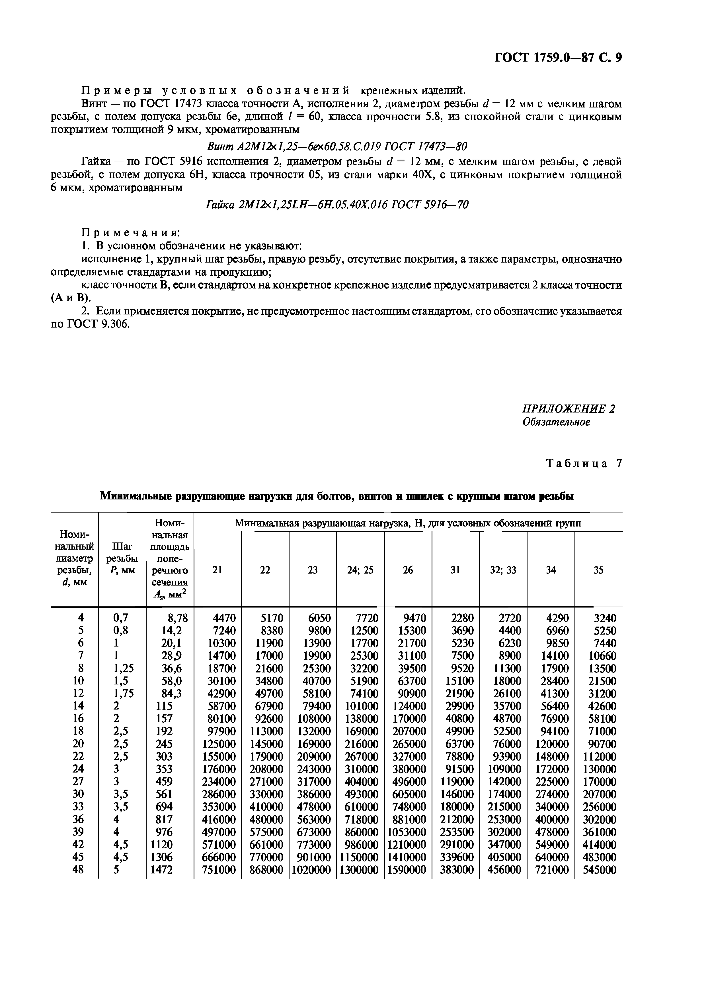 ГОСТ 1759.0—87 С. 9
Примеры условных обозначений крепежных изделий.
Винт — по ГОСТ 17473 класса точности А, исполнения 2, диаметром резьбы d = 12 мм с мелким шагом
резьбы, с полем допуска резьбы 6е, длиной l = 60, класса прочности 5.8, из спокойной стали с цинковым
покрытием толщиной 9 мкм, хроматированным
Винт А2М12×1,25—6е×60.58.С.019 ГОСТ 17473—80
Гайка — по ГОСТ 5916 исполнения 2, диаметром резьбы d = 12 мм, с мелким шагом резьбы, с левой
резьбой, с полем допуска 6Н, класса прочности 05, из стали марки 40Х, с цинковым покрытием толщиной
6 мкм, хроматированным
Гайка 2М12×1,25LH—6Н.05.40Х.016 ГОСТ 5916—70
Примечания:
1. В условном обозначении не указывают:
исполнение 1, крупный шаг резьбы, правую резьбу, отсутствие покрытия, а также параметры, однозначно
определяемые стандартами на продукцию;
класс точности В, если стандартом на конкретное крепежное изделие предусматривается 2 класса точности
(А и В).
2. Если применяется покрытие, не предусмотренное настоящим стандартом, его обозначение указывается
по ГОСТ 9.306.
ПРИЛОЖЕНИЕ 2
Обязательное
Таблица 7
Минимальные разрушающие нагрузки для болтов, винтов и шпилек с крупным шагом резьбы
Номи-
нальный
диаметр
резьбы,
d, мм
Шаг
резьбы
P, мм
Номи-
нальная
площадь
попе-
речного
сечения
As, мм²
Минимальная разрушающая нагрузка, Н, для условных обозначений групп
21 22 23 24; 25 26 31 32; 33 34 35
4 0,7 8,78 4470 5170 6050 7720 9470 2280 2720 4290 3240
5 0,8 14,2 7240 8380 9800 12500 15300 3690 4400 6960 5250
6 1 20,1 10300 11900 13900 17700 21700 5230 6230 9850 7440
7 1 28,9 14700 17000 19900 25300 31100 7500 8900 14100 10660
8 1,25 36,6 18700 21600 25300 32200 39500 9520 11300 17900 13500
10 1,5 58,0 30100 34800 40700 51900 63700 15100 18000 28400 21500
12 1,75 84,3 42900 49700 58100 74100 90900 21900 26100 41300 31200
14 2 115 58700 67900 79400 101000 124000 29900 35700 56400 42600
16 2 157 80100 92600 108000 138000 170000 40800 48700 76900 58100
18 2,5 192 97900 113000 132000 169000 207000 49900 52500 94100 71000
20 2,5 245 125000 145000 169000 216000 265000 63700 76000 120000 90700
22 2,5 303 155000 179000 209000 267000 327000 78800 93900 148000 112000
24 3 353 176000 208000 243000 310000 380000 91500 109000 172000 130000
27 3 459 234000 271000 317000 404000 496000 119000 142000 225000 170000
30 3,5 561 286000 330000 386000 493000 605000 146000 174000 274000 207000
33 3,5 694 353000 410000 478000 610000 748000 180000 215000 340000 256000
36 4 817 416000 480000 563000 718000 881000 212000 253000 400000 302000
39 4 976 497000 575000 673000 860000 1053000 253500 302000 478000 361000
42 4,5 1120 571000 661000 773000 986000 1210000 291000 347000 549000 414000
45 4,5 1306 666000 770000 901000 1150000 1410000 339600 405000 640000 483000
48 5 1472 751000 868000 1020000 1300000 1590000 383000 456000 721000 545000